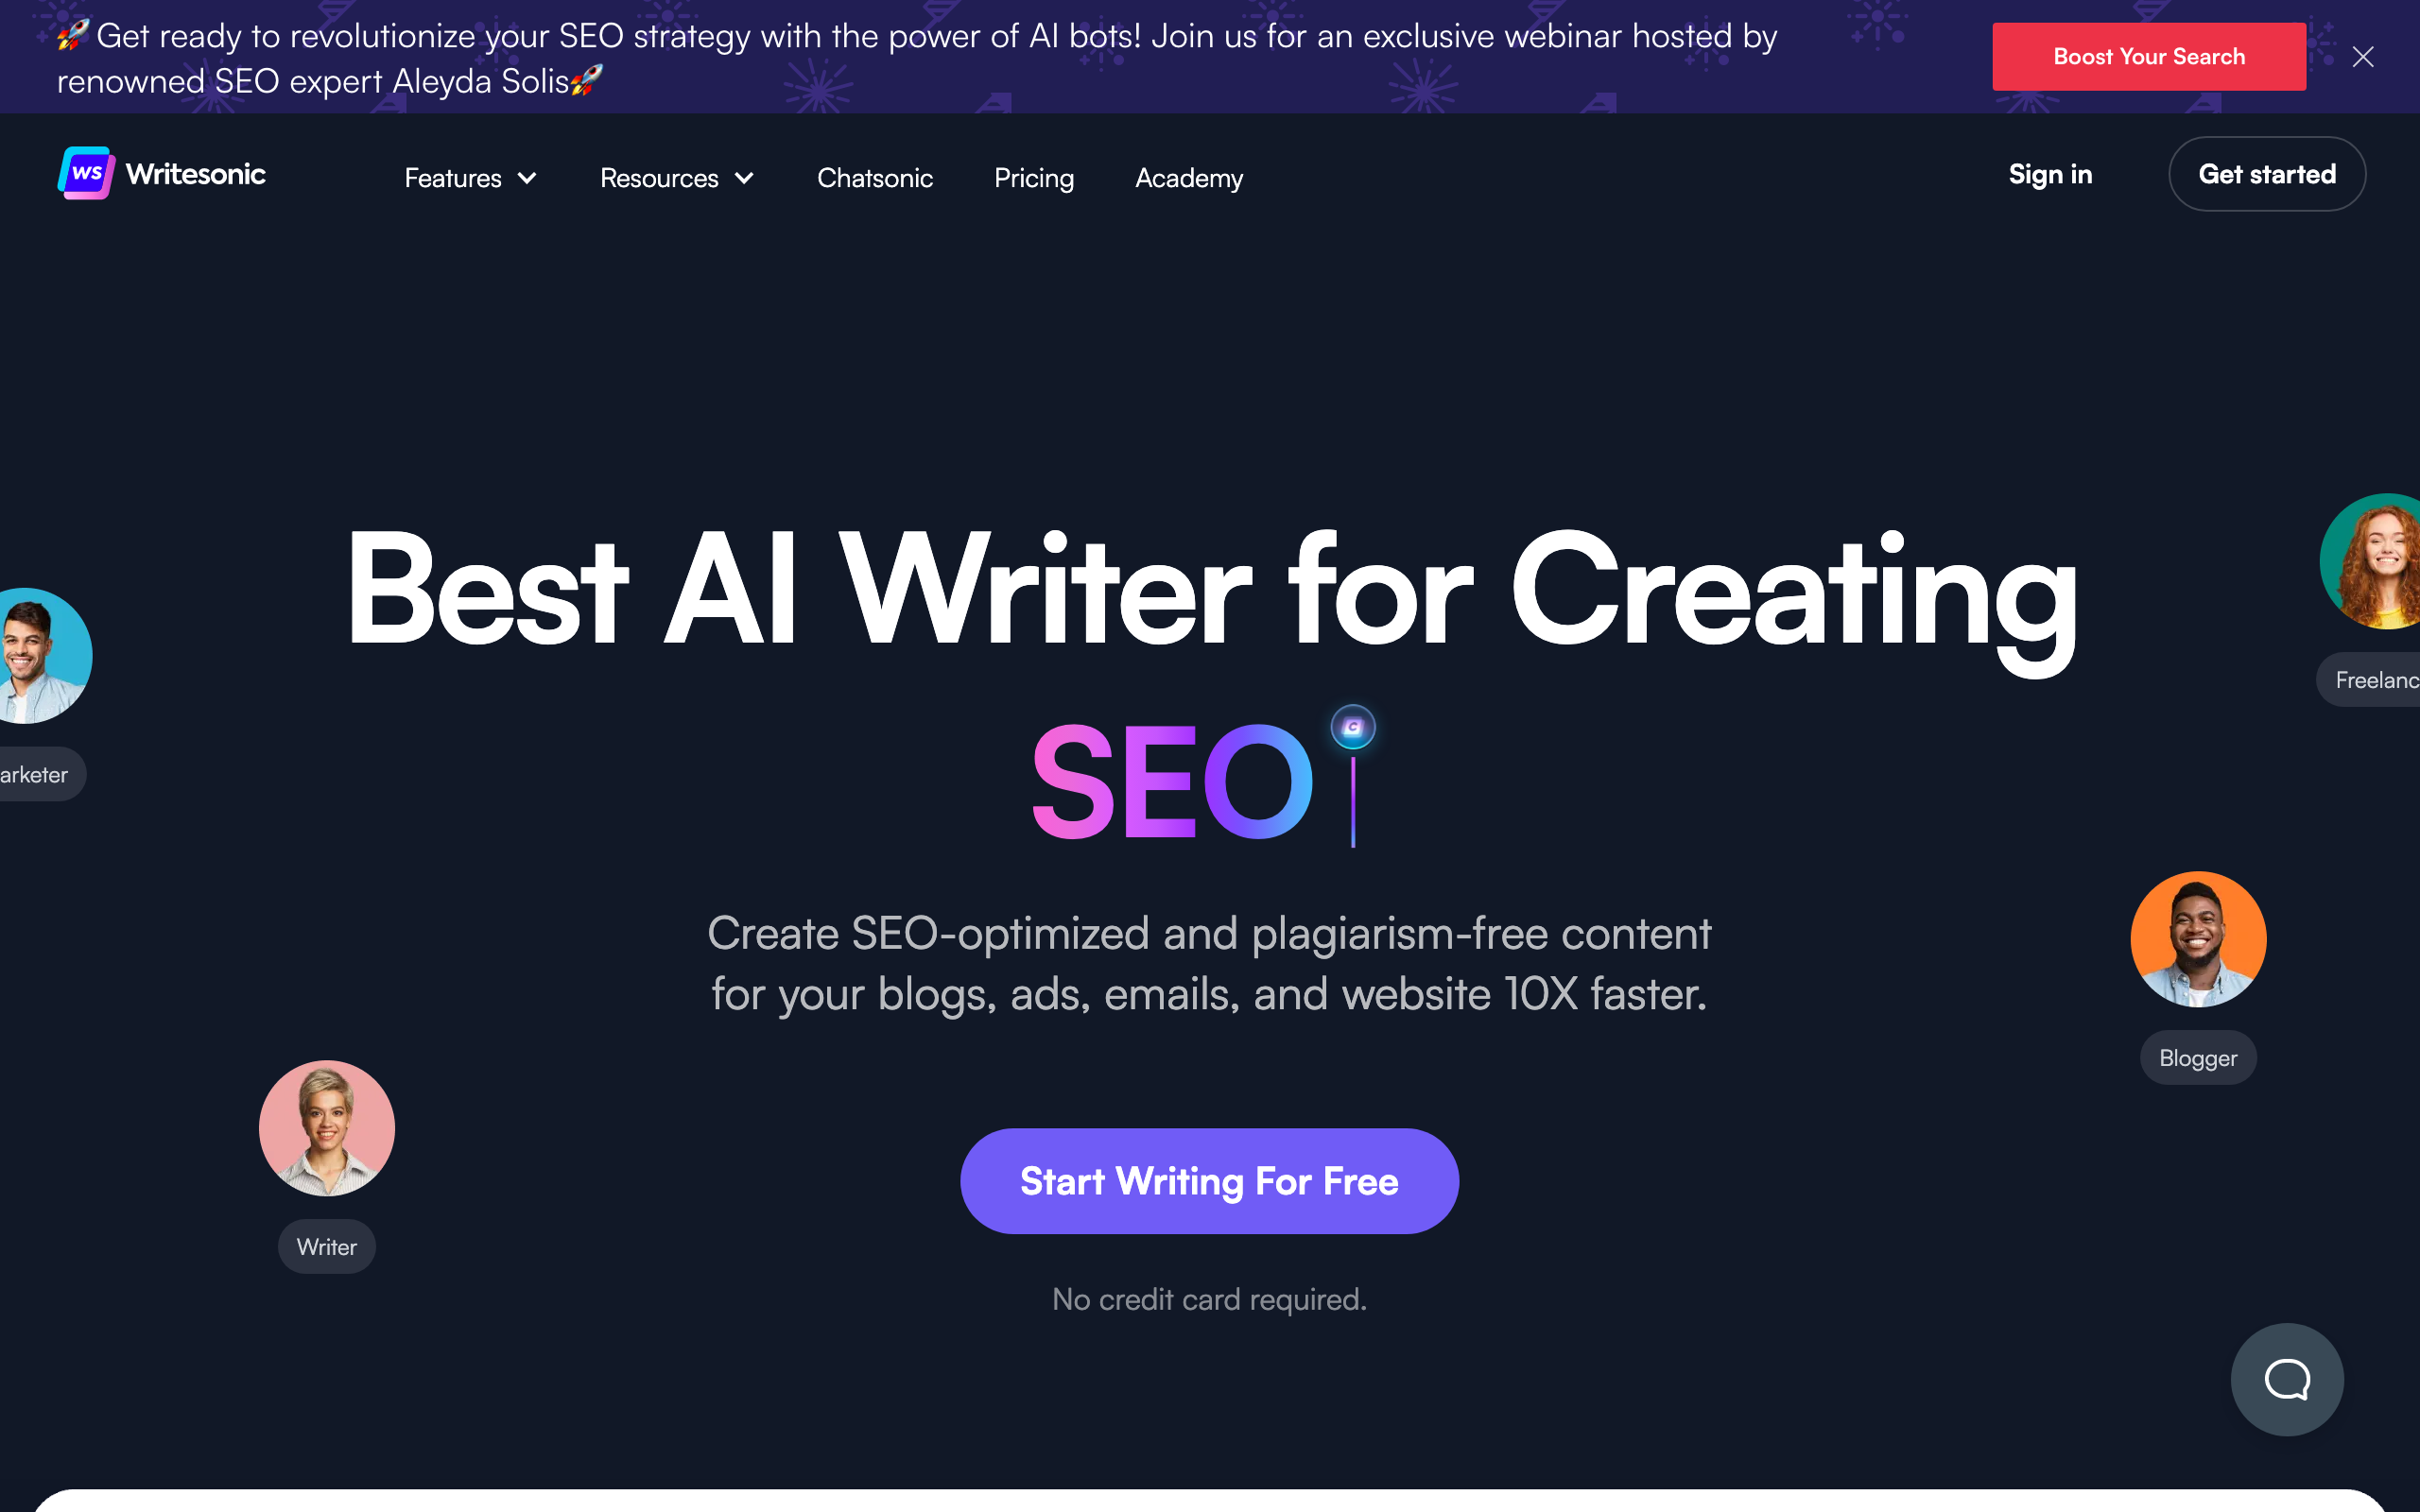 🚀 Get ready to revolutionize your SEO strategy with the power of AI bots! Join us for an exclusive webinar hosted by
renowned SEO expert Aleyda Solis🚀
Boost Your Search
WS Writesonic
Features
Resources
Chatsonic
Pricing
Academy
Sign in
Get started
Best AI Writer for Creating
SEO
C
Create SEO-optimized and plagiarism-free content
for your blogs, ads, emails, and website 10X faster.
arketer
Freelanc
Blogger
Writer
Start Writing For Free
No credit card required.